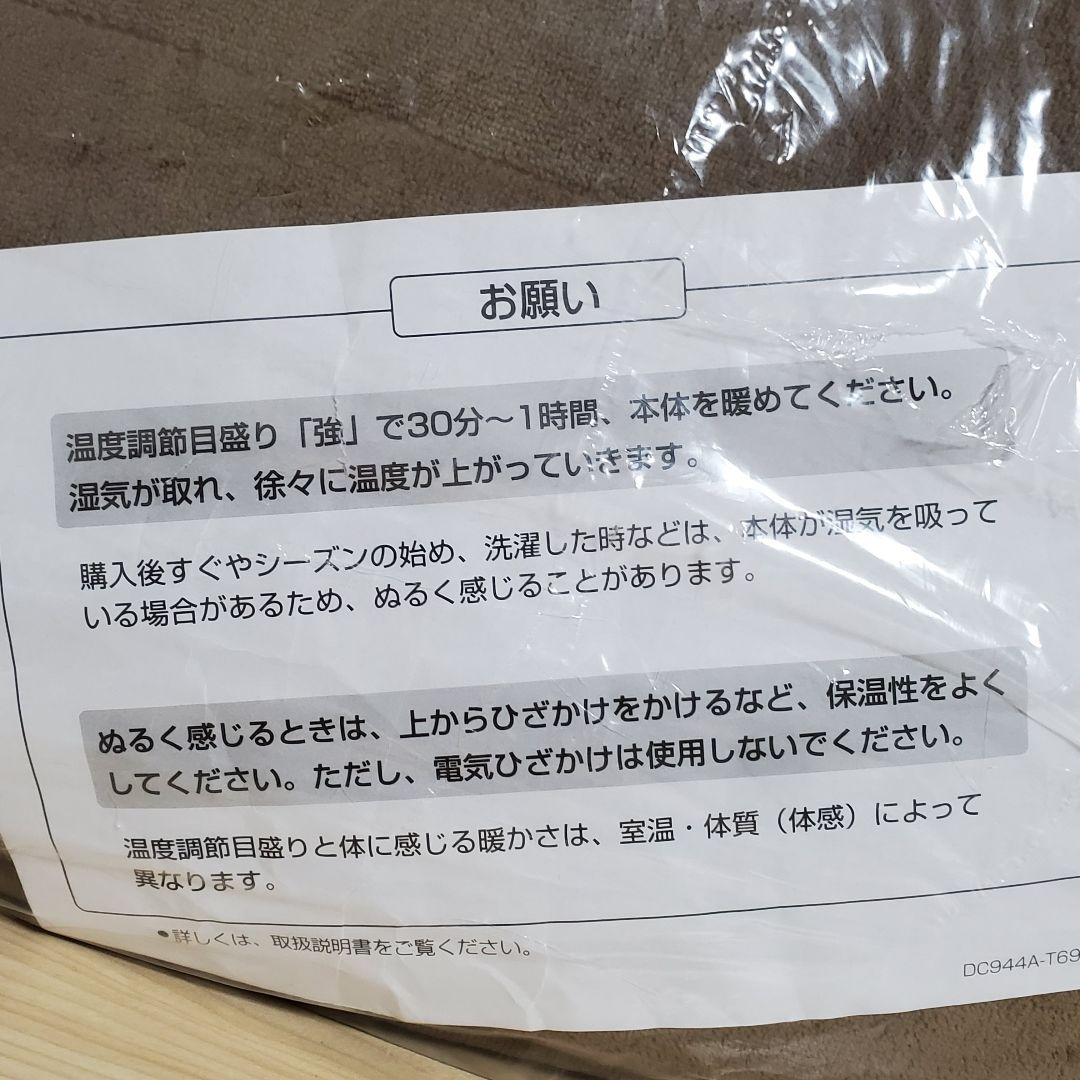 お願い
温度調節目盛り「強」で30分～1時間、本体を暖めてください。
湿気が取れ、徐々に温度が上がっていきます。
購入後すぐやシーズンの始め、洗濯した時などは、本体が湿気を吸って
いる場合があるため、ぬるく感じることがあります。
ぬるく感じるときは、上からひざかけをかけるなど、保温性をよく
してください。ただし、電気ひざかけは使用しないでください。
温度調節目盛りと体に感じる暖かさは、室温・体質（体感）によって
異なります。
●詳しくは、取扱説明書をご覧ください。
DC944A-T69